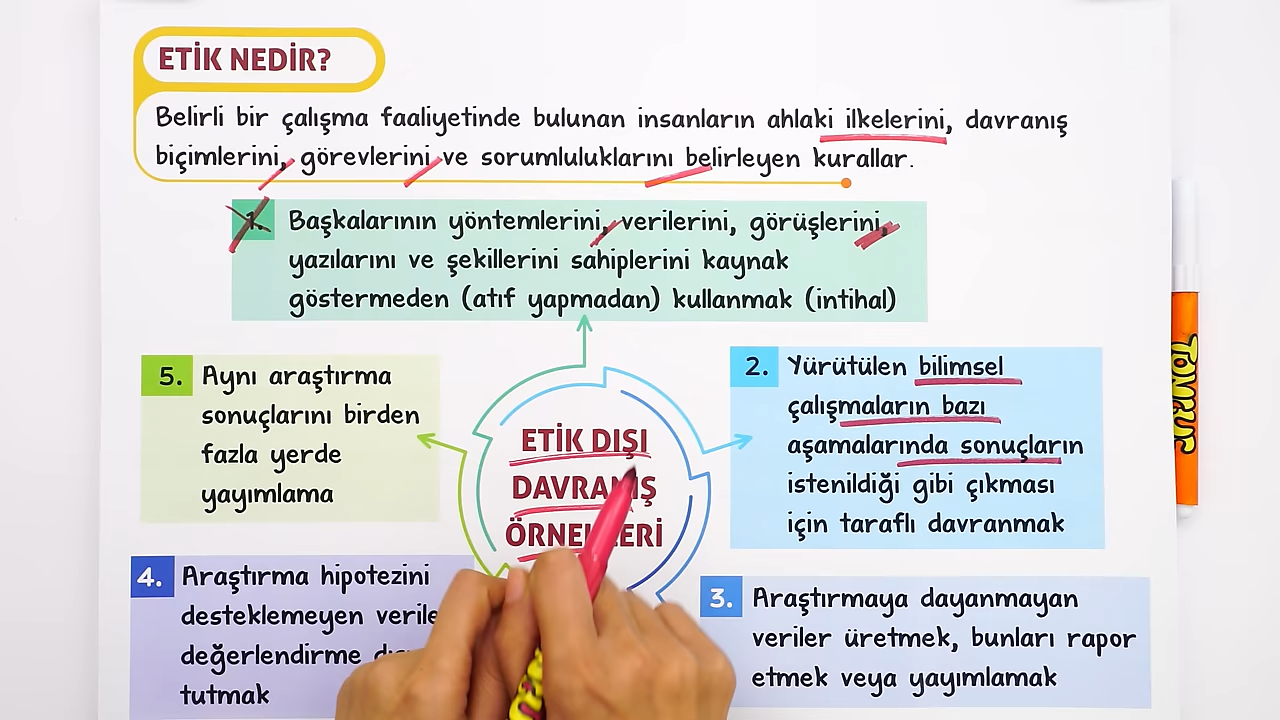 ETİK NEDİR?
Belirli bir çalışma faaliyetinde bulunan insanların ahlaki ilkelerini, davranış
biçimlerini, görevlerini ve sorumluluklarını belirleyen kurallar.
1. Başkalarının yöntemlerini, verilerini, görüşlerini,
yazılarını ve şekillerini sahiplerini kaynak
göstermeden (atıf yapmadan) kullanmak (intihal)
5. Aynı araştırma
sonuçlarını birden
fazla yerde
yayımlama
ETİK DIŞI
DAVRANIŞ
ÖRNEKLERİ
2. Yürütülen bilimsel
çalışmaların bazı
aşamalarında sonuçların
istenildiği gibi çıkması
için taraflı davranmak
4. Araştırma hipotezini
desteklemeyen
değerlendirme
tutmak
3. Araştırmaya dayanmayan
veriler üretmek, bunları rapor
etmek veya yayımlamak